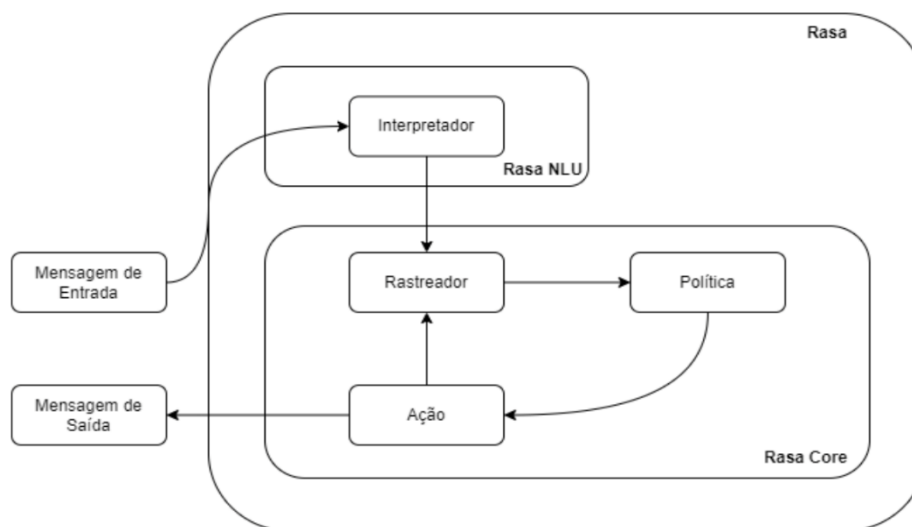 Rasa
Interpretador
Rasa NLU
Mensagem de
Entrada
Rastreador
Política
Mensagem de
Saída
Ação
Rasa Core